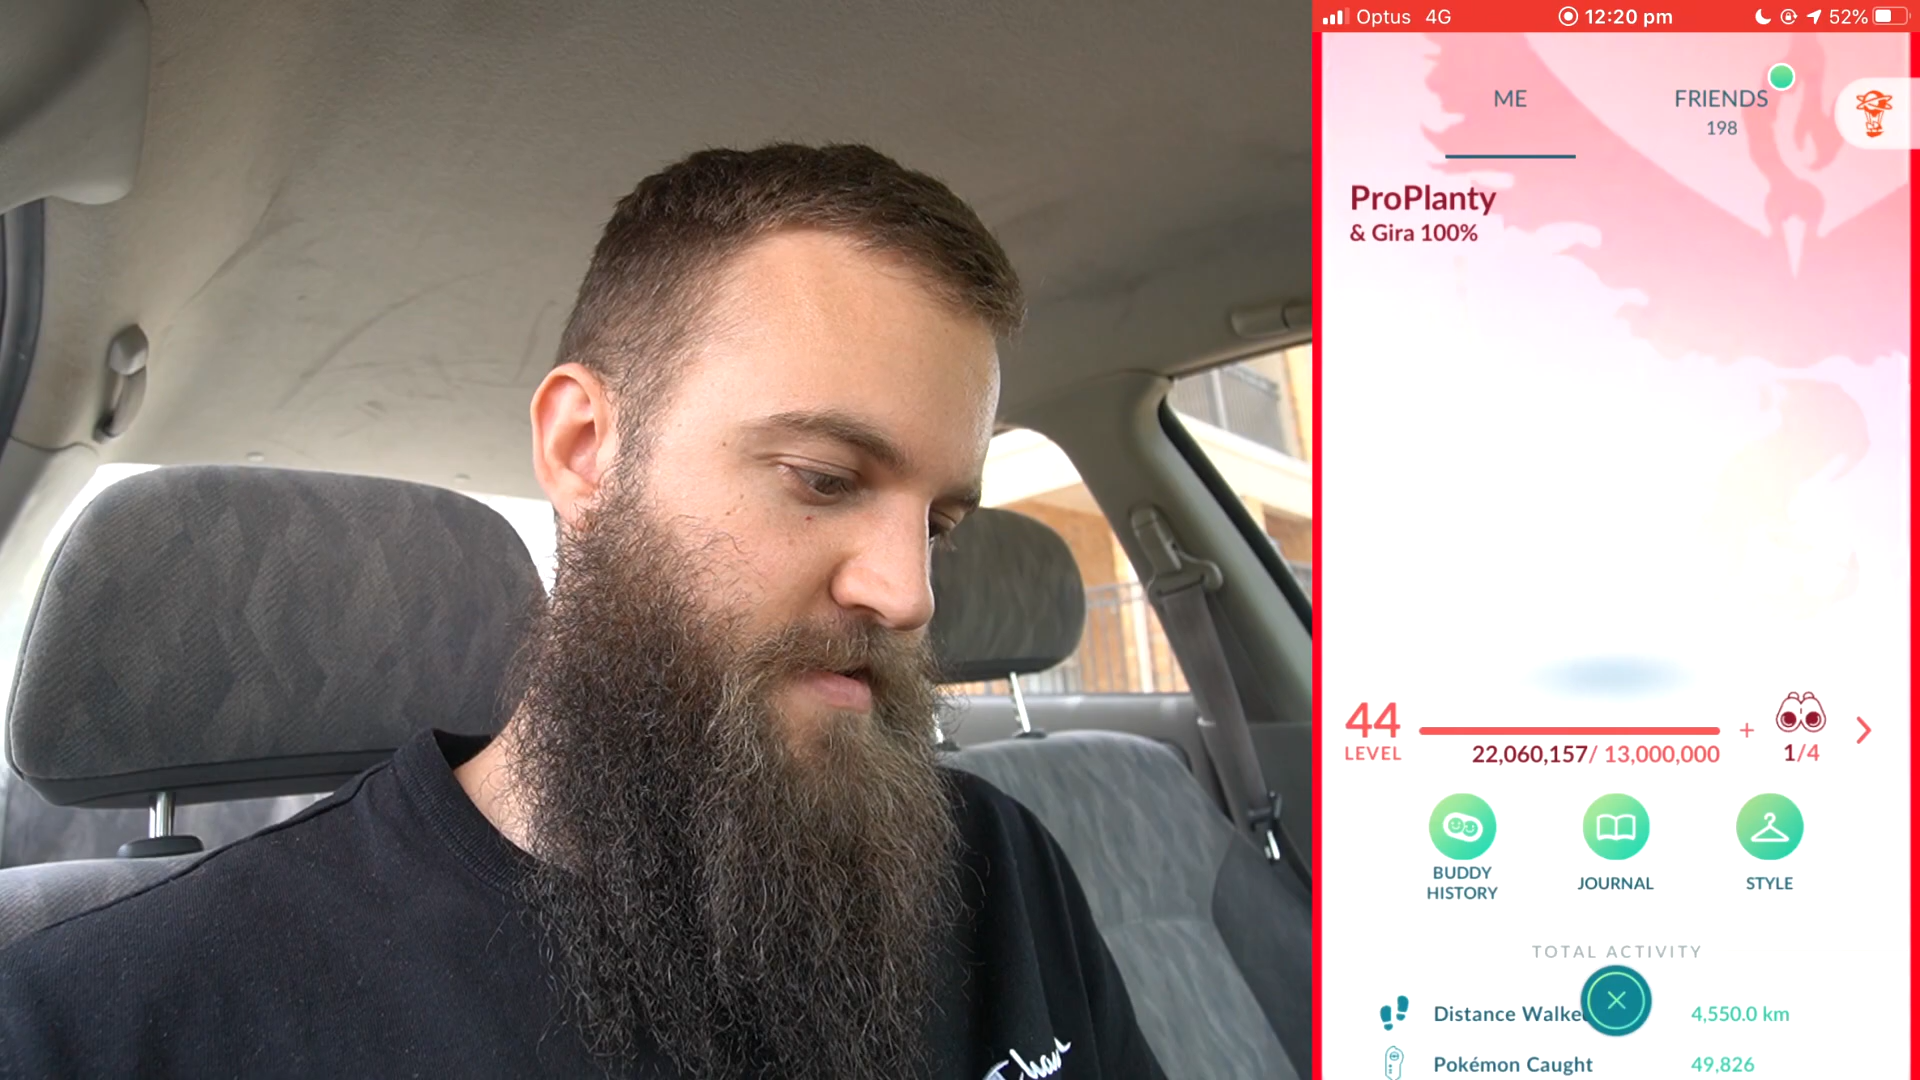 Optus 4G 12:20 pm 52%
ME
FRIENDS
198
ProPlanty
& Gira 100%
44
LEVEL
22,060,157/ 13,000,000
+
1/4
BUDDY
HISTORY
JOURNAL
STYLE
TOTAL ACTIVITY
Distance Walke 4,550.0 km
Pokémon Caught 49,826